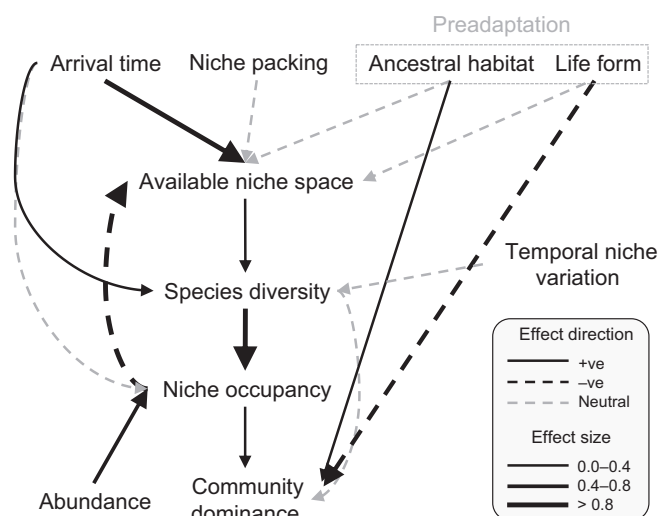 Preadaptation
Arrival time
Niche packing
Ancestral habitat
Life form
Available niche space
Temporal niche
variation
Species diversity
Effect direction
+ve
–ve
Neutral
Niche occupancy
Effect size
0.0–0.4
0.4–0.8
> 0.8
Abundance
Community
dominance